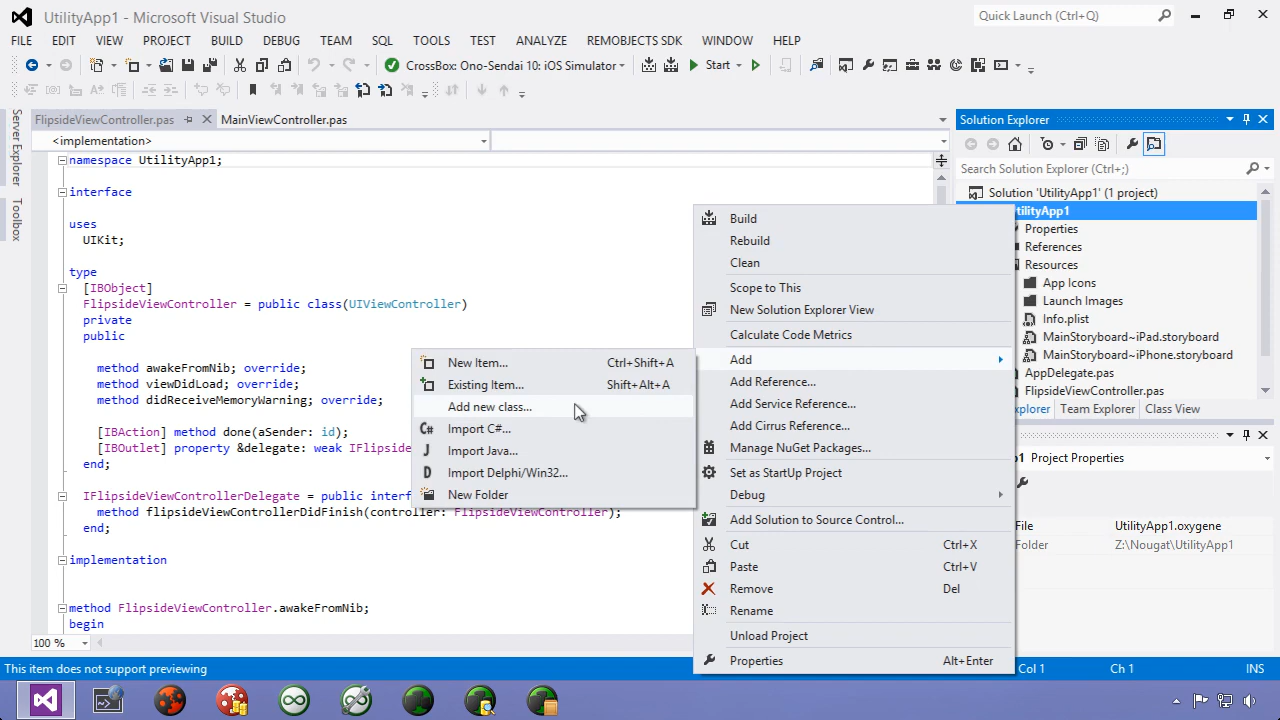 UtilityApp1 - Microsoft Visual Studio
Quick Launch (Ctrl+Q)
FILE EDIT VIEW PROJECT BUILD DEBUG TEAM SQL TOOLS TEST ANALYZE REMOBJECTS SDK WINDOW HELP
CrossBox: Ono-Sendai 10: iOS Simulator Start
Server Explorer
Toolbox
FlipsideViewController.pas MainViewController.pas
<implementation>
namespace UtilityApp1;
interface
uses
UIKit;
type
[IBObject]
FlipsideViewController = public class(UIViewController)
private
public
method awakeFromNib; override;
method viewDidLoad; override;
method didReceiveMemoryWarning; override;
[IBAction] method done(aSender: id);
[IBOutlet] property &delegate: weak IFlips
end;
IFlipsideViewControllerDelegate = public interf
method flipsideViewControllerDidFinish(controller: FlipsideViewController);
end;
implementation
method FlipsideViewController.awakeFromNib;
begin
100 %
New Item... Ctrl+Shift+A
Existing Item... Shift+Alt+A
Add new class...
Import C#...
Import Java...
Import Delphi/Win32...
New Folder
Build
Rebuild
Clean
Scope to This
New Solution Explorer View
Calculate Code Metrics
Add
Add Reference...
Add Service Reference...
Add Cirrus Reference...
Manage NuGet Packages...
Set as StartUp Project
Debug
Add Solution to Source Control...
Cut Ctrl+X
Paste Ctrl+V
Remove Del
Rename
Unload Project
Properties Alt+Enter
Solution Explorer
Search Solution Explorer (Ctrl+;)
Solution 'UtilityApp1' (1 project)
UtilityApp1
Properties
References
Resources
App Icons
Launch Images
Info.plist
MainStoryboard~iPad.storyboard
MainStoryboard~iPhone.storyboard
AppDelegate.pas
FlipsideViewController.pas
xplorer Team Explorer Class View
p1 Project Properties
File UtilityApp1.oxygene
Folder Z:\Nougat\UtilityApp1
This item does not support previewing
Col 1 Ch 1 INS